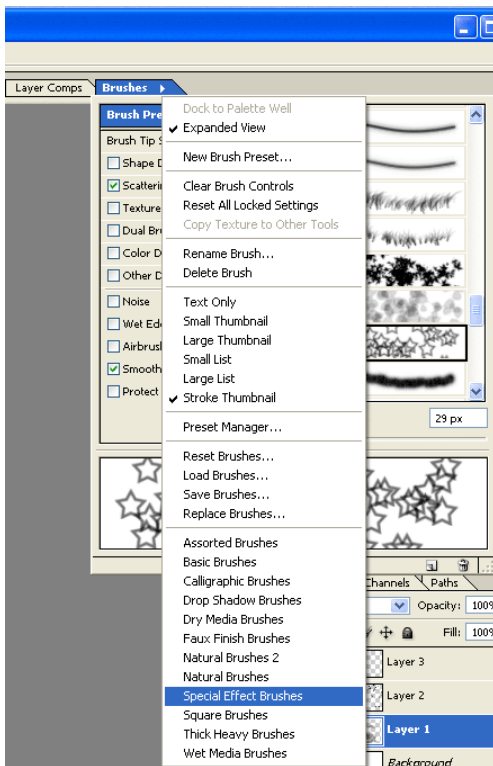 Layer Comps Brushes
Brush Pre
Brush Tip S
Shape D
Scatterin
Texture
Dual Bru
Color D
Other D
Noise
Wet Edg
Airbrush
Smooth
Protect
Dock to Palette Well
Expanded View
New Brush Preset...
Clear Brush Controls
Reset All Locked Settings
Copy Texture to Other Tools
Rename Brush...
Delete Brush
Text Only
Small Thumbnail
Large Thumbnail
Small List
Large List
Stroke Thumbnail
Preset Manager...
Reset Brushes...
Load Brushes...
Save Brushes...
Replace Brushes...
Assorted Brushes
Basic Brushes
Calligraphic Brushes
Drop Shadow Brushes
Dry Media Brushes
Faux Finish Brushes
Natural Brushes 2
Natural Brushes
Special Effect Brushes
Square Brushes
Thick Heavy Brushes
Wet Media Brushes
29 px
Channels Paths
Opacity: 100%
Fill: 100%
Layer 3
Layer 2
Layer 1
Background